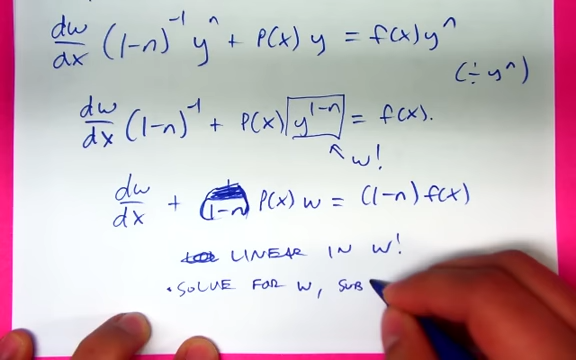 dw/dx (1-n)^-1 y^n + P(x) y = f(x) y^n
(÷ y^n)
dw/dx (1-n)^-1 + P(x) y^(1-n) = f(x).
w!
dw/dx + (1-n) P(x) w = (1-n) f(x)
LINEAR IN W!
• SOLVE FOR W, SUB